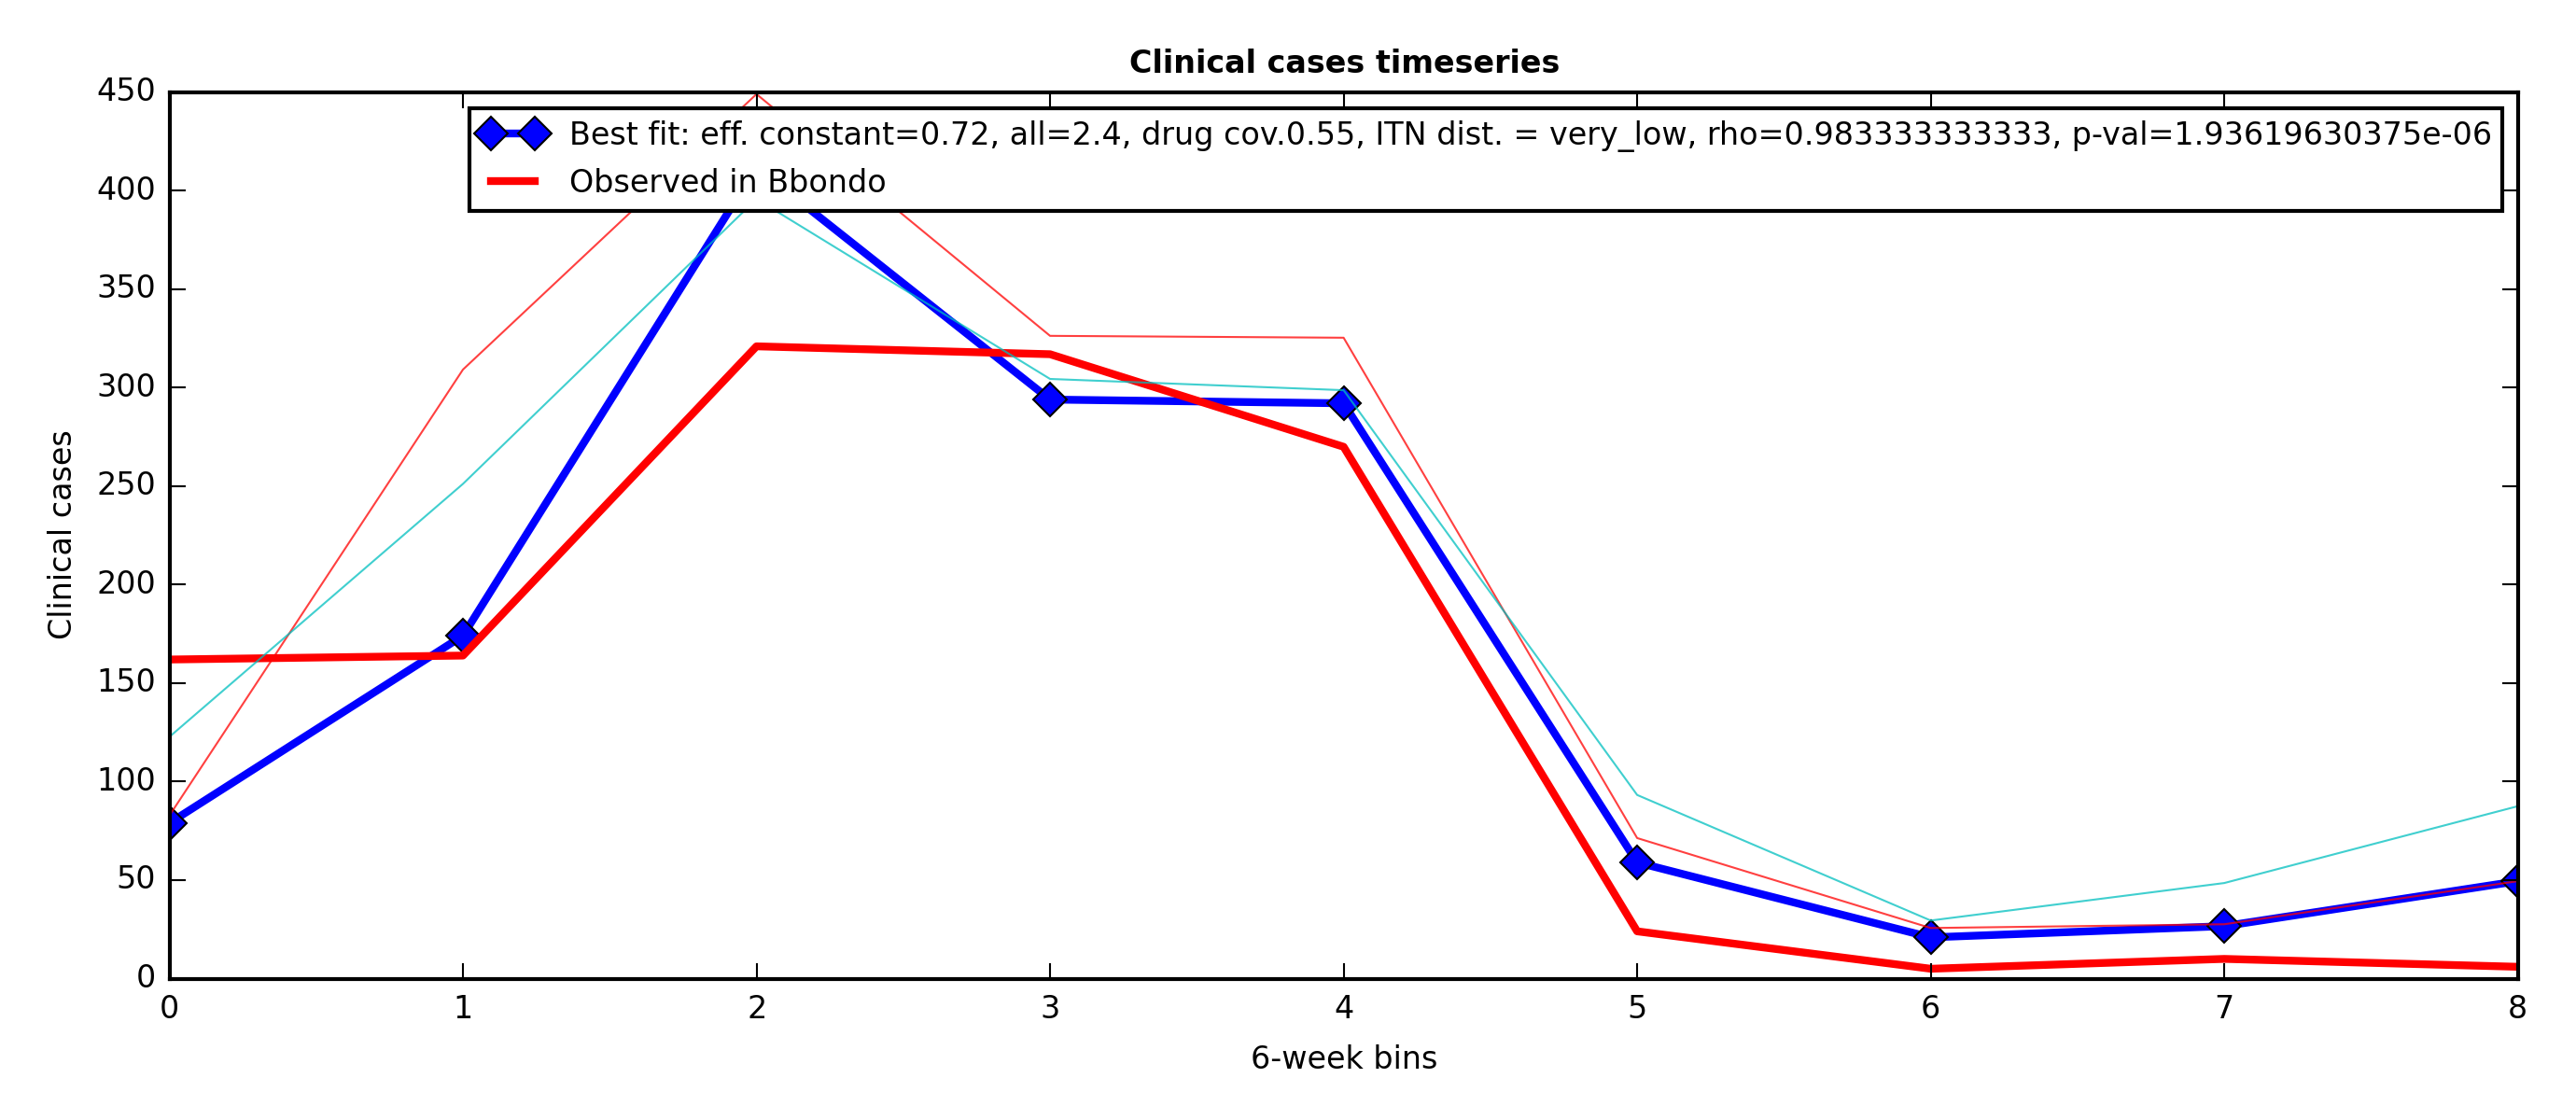 Clinical cases timeseries
450
400
350
300
250
200
150
100
50
0
Clinical cases
Best fit: eff. constant=0.72, all=2.4, drug cov.0.55, ITN dist. = very_low, rho=0.983333333333, p-val=1.93619630375e-06
Observed in Bbondo
0 1 2 3 4 5 6 7 8
6-week bins